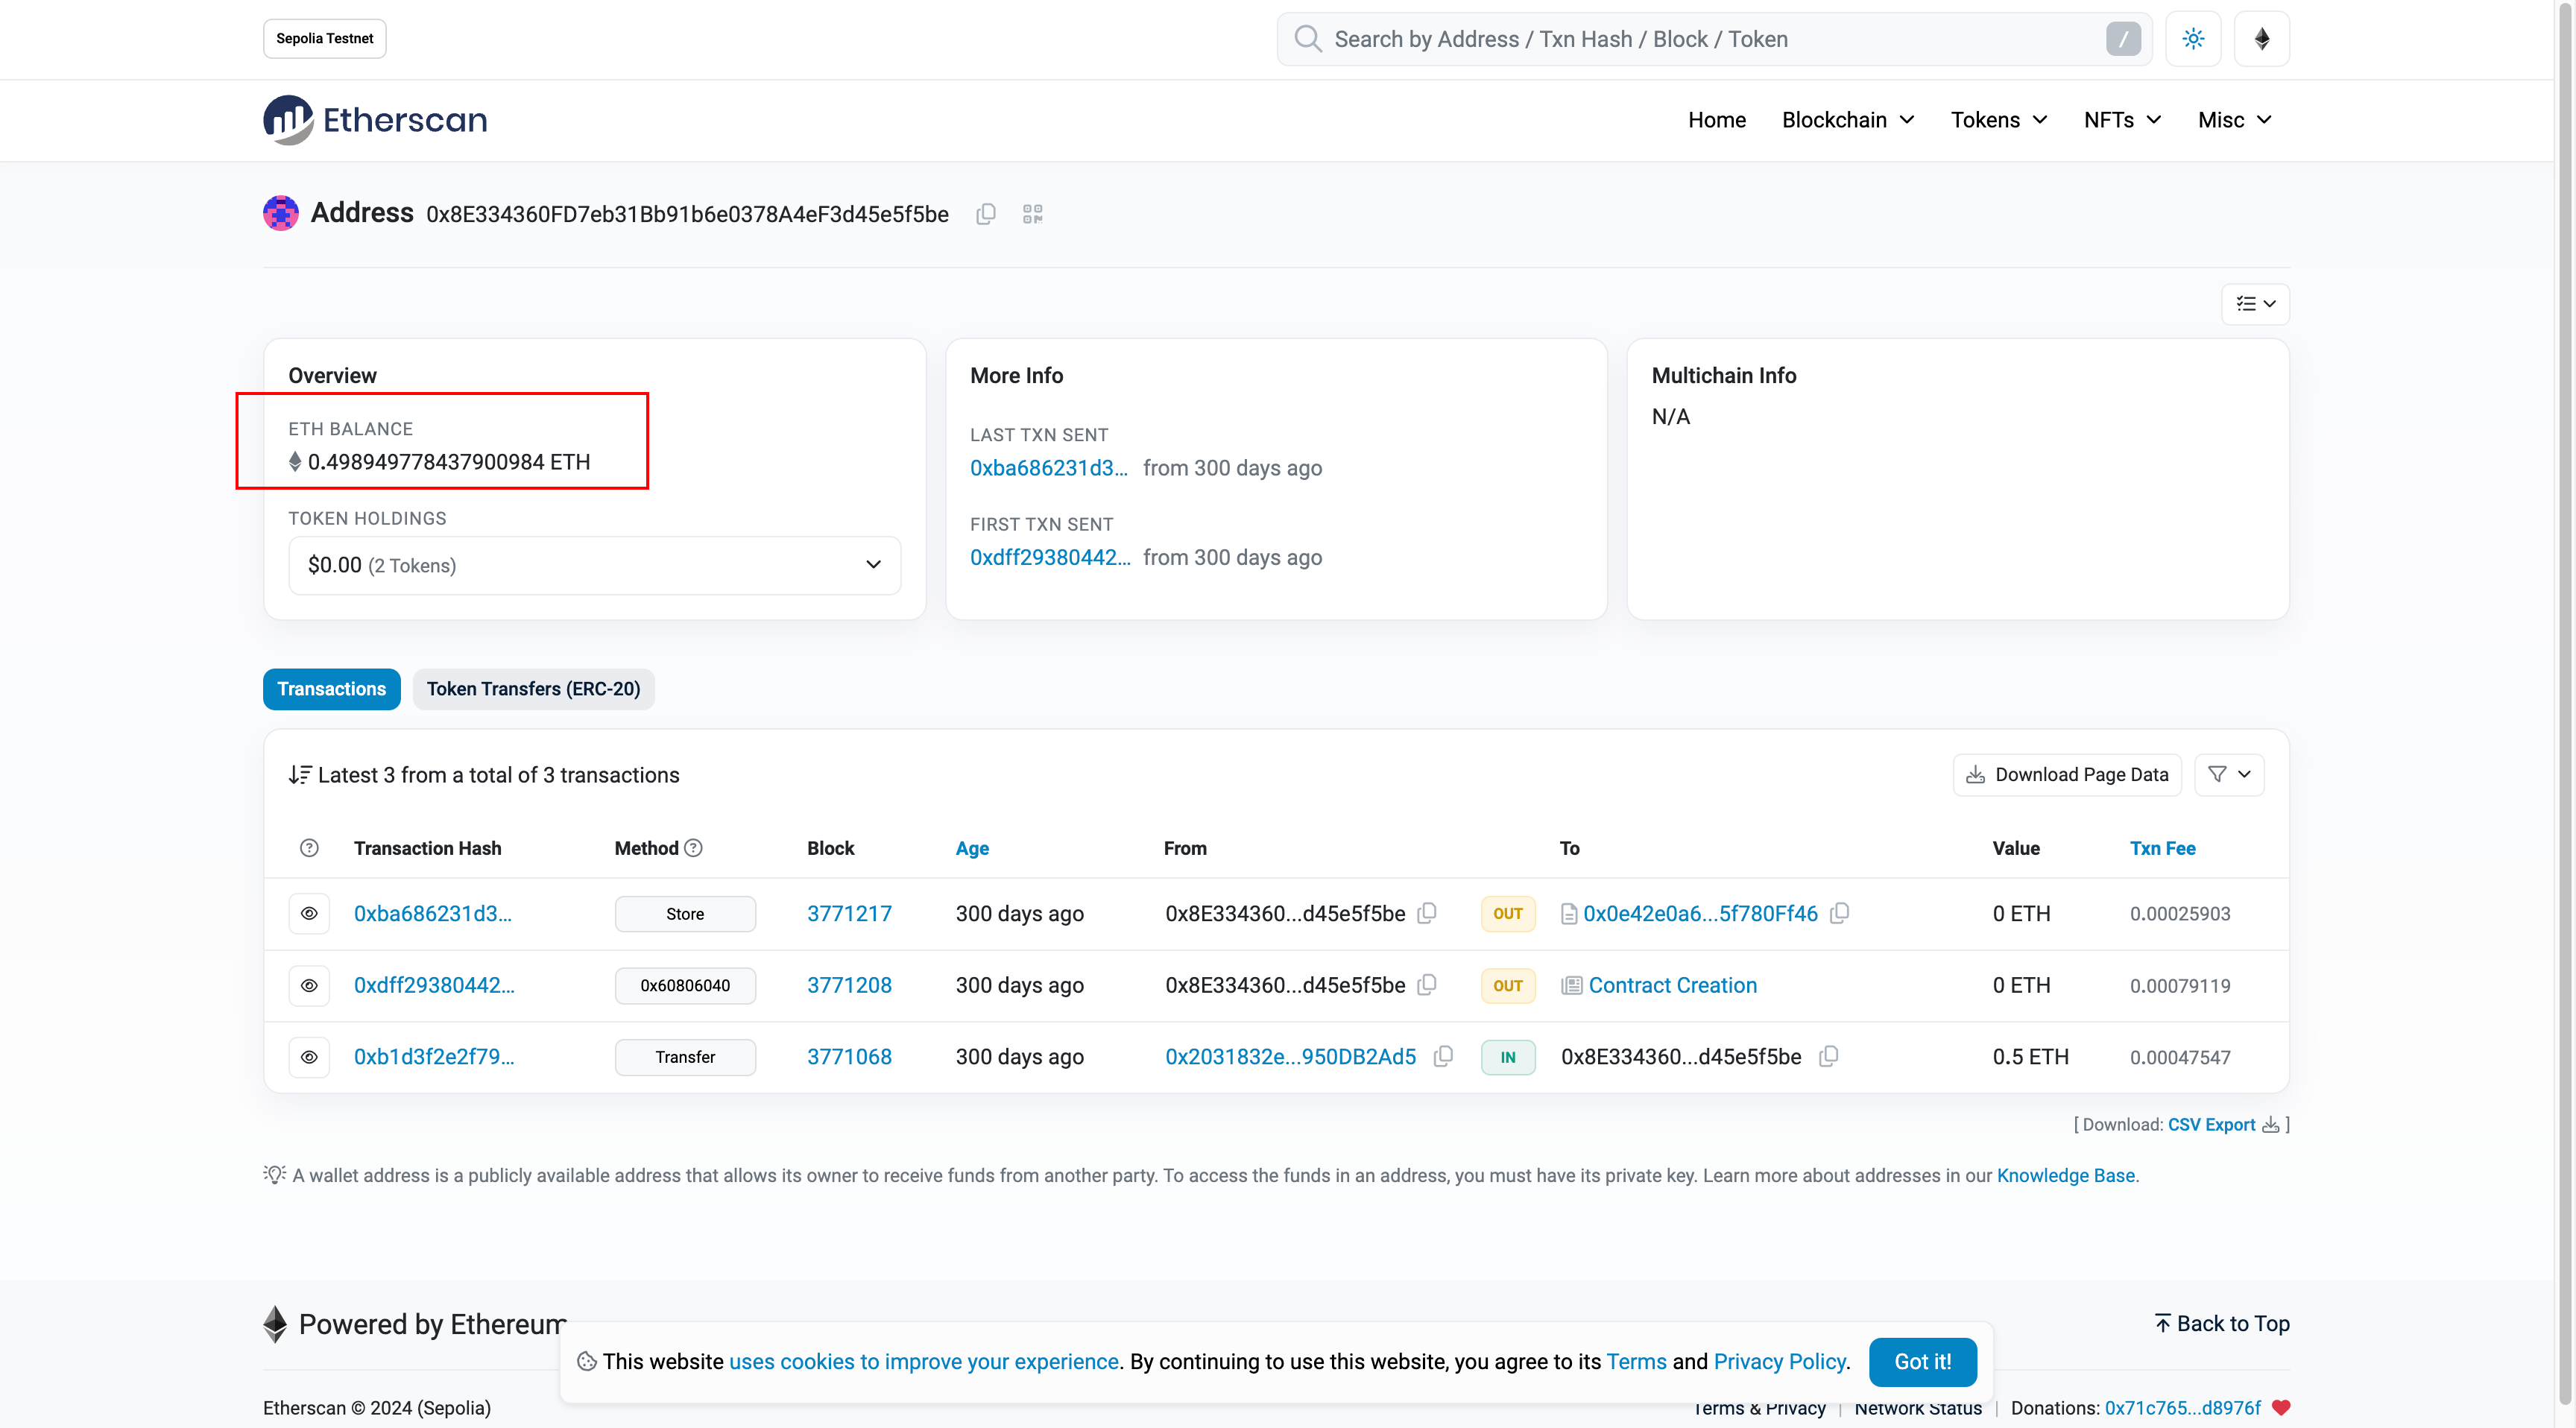 Sepolia Testnet
Search by Address / Txn Hash / Block / Token
/
Etherscan
Home Blockchain Tokens NFTs Misc
Address 0x8E334360FD7eb31Bb91b6e0378A4eF3d45e5f5be
Overview
ETH BALANCE
0.498949778437900984 ETH
TOKEN HOLDINGS
$0.00 (2 Tokens)
More Info
LAST TXN SENT
0xba686231d3... from 300 days ago
FIRST TXN SENT
0xdff29380442... from 300 days ago
Multichain Info
N/A
Transactions Token Transfers (ERC-20)
Latest 3 from a total of 3 transactions
Download Page Data
? Transaction Hash Method ? Block Age From To Value Txn Fee
0xba686231d3... Store 3771217 300 days ago 0x8E334360...d45e5f5be OUT 0x0e42e0a6...5f780Ff46 0 ETH 0.00025903
0xdff29380442... 0x60806040 3771208 300 days ago 0x8E334360...d45e5f5be OUT Contract Creation 0 ETH 0.00079119
0xb1d3f2e2f79... Transfer 3771068 300 days ago 0x2031832e...950DB2Ad5 IN 0x8E334360...d45e5f5be 0.5 ETH 0.00047547
[ Download: CSV Export ]
A wallet address is a publicly available address that allows its owner to receive funds from another party. To access the funds in an address, you must have its private key. Learn more about addresses in our Knowledge Base.
Powered by Ethereum
Back to Top
This website uses cookies to improve your experience. By continuing to use this website, you agree to its Terms and Privacy Policy.
Got it!
Etherscan © 2024 (Sepolia)
Terms & Privacy | Network Status | Donations: 0x71c765...d8976f